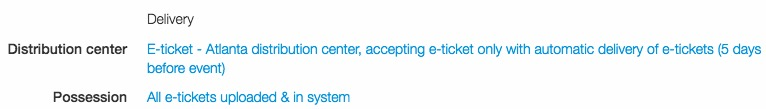 Delivery
Distribution center E-ticket - Atlanta distribution center, accepting e-ticket only with automatic delivery of e-tickets (5 days
before event)
Possession All e-tickets uploaded & in system